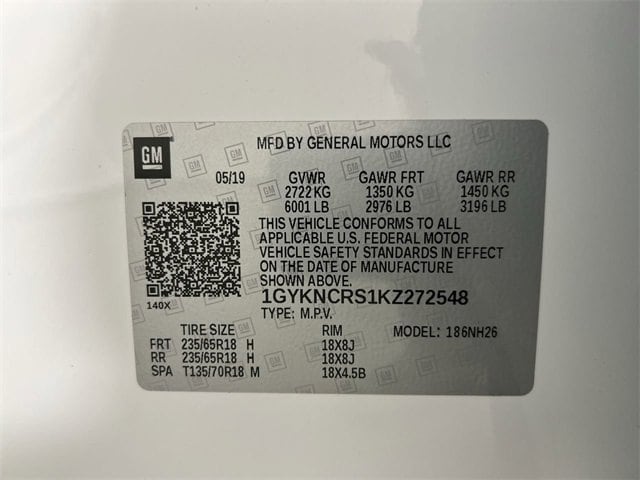 GM
MFD BY GENERAL MOTORS LLC
05/19 GVWR GAWR FRT GAWR RR
2722 KG 1350 KG 1450 KG
6001 LB 2976 LB 3196 LB
THIS VEHICLE CONFORMS TO ALL
APPLICABLE U.S. FEDERAL MOTOR
VEHICLE SAFETY STANDARDS IN EFFECT
ON THE DATE OF MANUFACTURE
SHOWN ABOVE.
1GYKNCRS1KZ272548
140X
TYPE: M.P.V.
TIRE SIZE RIM MODEL: 186NH26
FRT 235/65R18 H 18X8J
RR 235/65R18 H 18X8J
SPA T135/70R18 M 18X4.5B